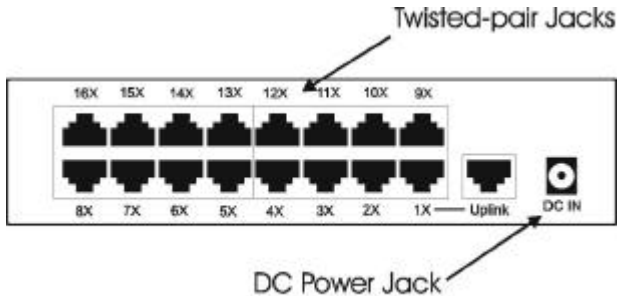 Twisted-pair Jacks
16X 15X 14X 13X 12X 11X 10X 9X
8X 7X 6X 5X 4X 3X 2X 1X Uplink DC IN
DC Power Jack